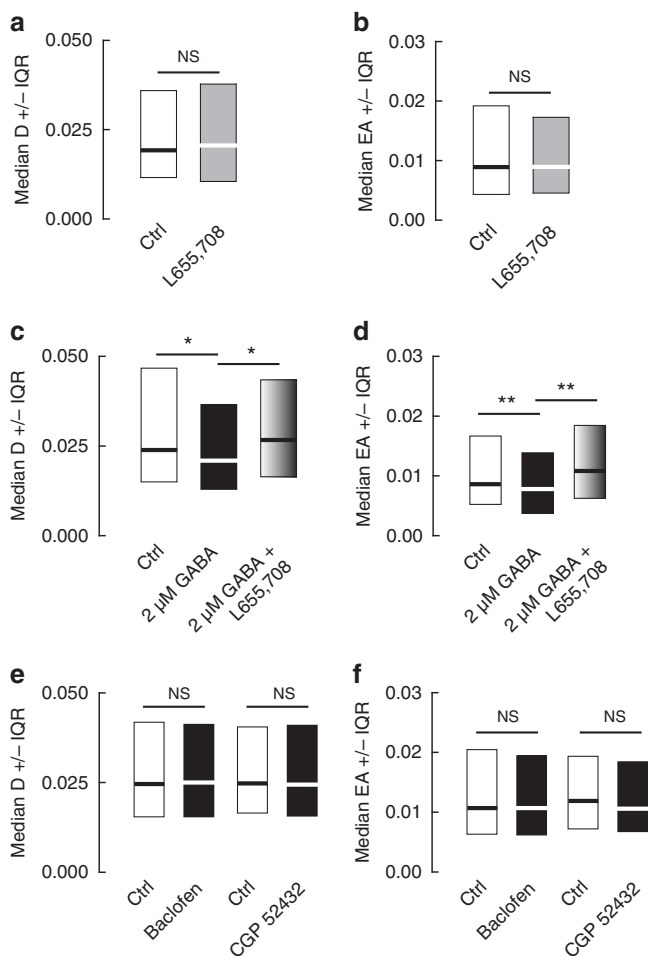 a
Median D +/– IQR
0.050
0.025
0.000
NS
Ctrl
L655,708
b
Median EA +/– IQR
0.03
0.02
0.01
0.00
NS
Ctrl
L655,708
c
Median D +/– IQR
0.050
0.025
0.000
*
*
Ctrl
2 µM GABA
2 µM GABA +
L655,708
d
Median EA +/– IQR
0.03
0.02
0.01
0.00
**
**
Ctrl
2 µM GABA
2 µM GABA +
L655,708
e
Median D +/– IQR
0.050
0.025
0.000
NS
NS
Ctrl
Baclofen
Ctrl
CGP 52432
f
Median EA +/– IQR
0.03
0.02
0.01
0.00
NS
NS
Ctrl
Baclofen
Ctrl
CGP 52432